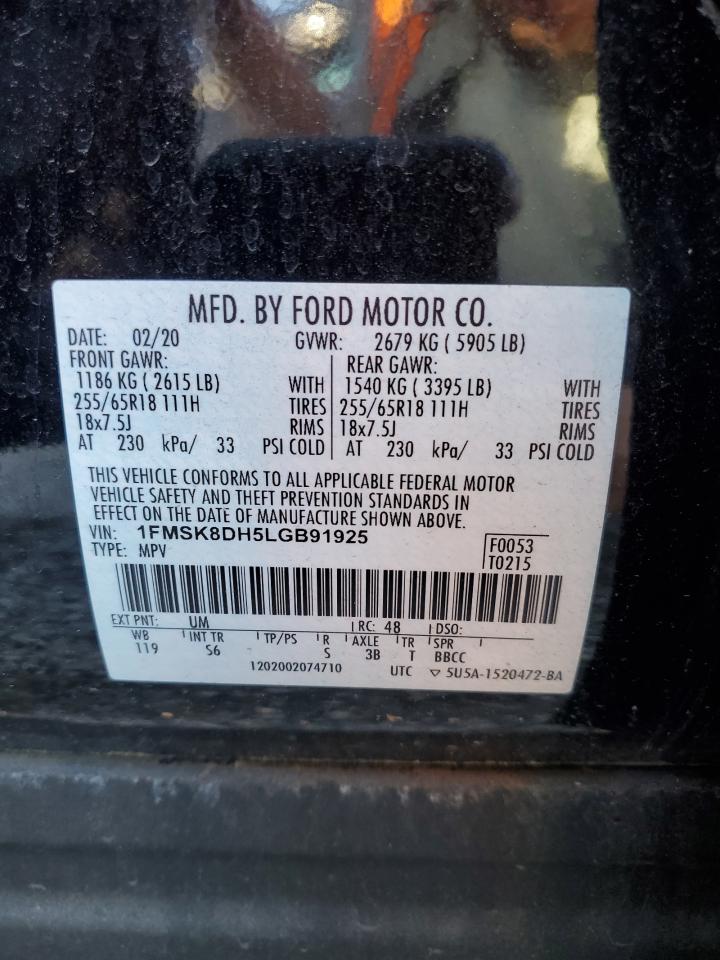 MFD. BY FORD MOTOR CO.
DATE: 02/20 GVWR: 2679 KG ( 5905 LB)
FRONT GAWR: REAR GAWR:
1186 KG ( 2615 LB) WITH 1540 KG ( 3395 LB) WITH
255/65R18 111H TIRES 255/65R18 111H TIRES
18x7.5J RIMS 18x7.5J RIMS
AT 230 kPa/ 33 PSI COLD AT 230 kPa/ 33 PSI COLD
THIS VEHICLE CONFORMS TO ALL APPLICABLE FEDERAL MOTOR
VEHICLE SAFETY AND THEFT PREVENTION STANDARDS IN
EFFECT ON THE DATE OF MANUFACTURE SHOWN ABOVE.
VIN: 1FMSK8DH5LGB91925
TYPE: MPV
F0053
T0215
EXT PNT: UM RC: 48 DSO:
WB INT TR TP/PS R AXLE TR SPR
119 S6 S 3B T BBCC
1202002074710 UTC ▽ 5U5A-1520472-BA